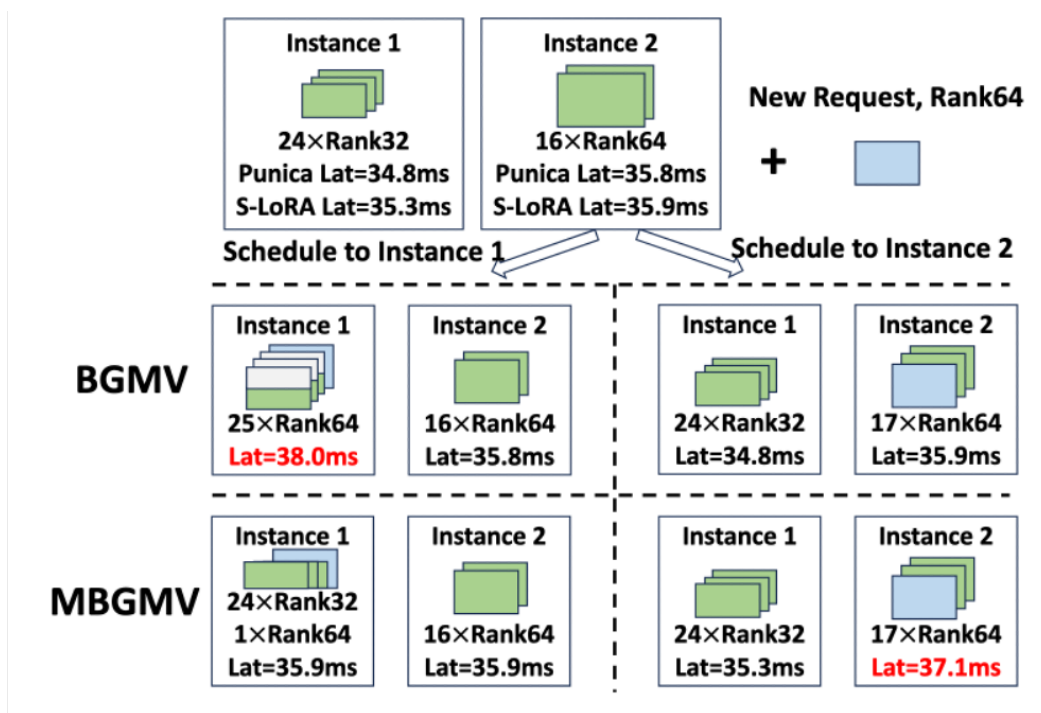 Instance 1
24×Rank32
Punica Lat=34.8ms
S-LoRA Lat=35.3ms
Instance 2
16×Rank64
Punica Lat=35.8ms
S-LoRA Lat=35.9ms
New Request, Rank64
+
Schedule to Instance 1
Schedule to Instance 2
BGMV
Instance 1
25×Rank64
Lat=38.0ms
Instance 2
16×Rank64
Lat=35.8ms
Instance 1
24×Rank32
Lat=34.8ms
Instance 2
17×Rank64
Lat=35.9ms
MBGMV
Instance 1
24×Rank32
1×Rank64
Lat=35.9ms
Instance 2
16×Rank64
Lat=35.9ms
Instance 1
24×Rank32
Lat=35.3ms
Instance 2
17×Rank64
Lat=37.1ms